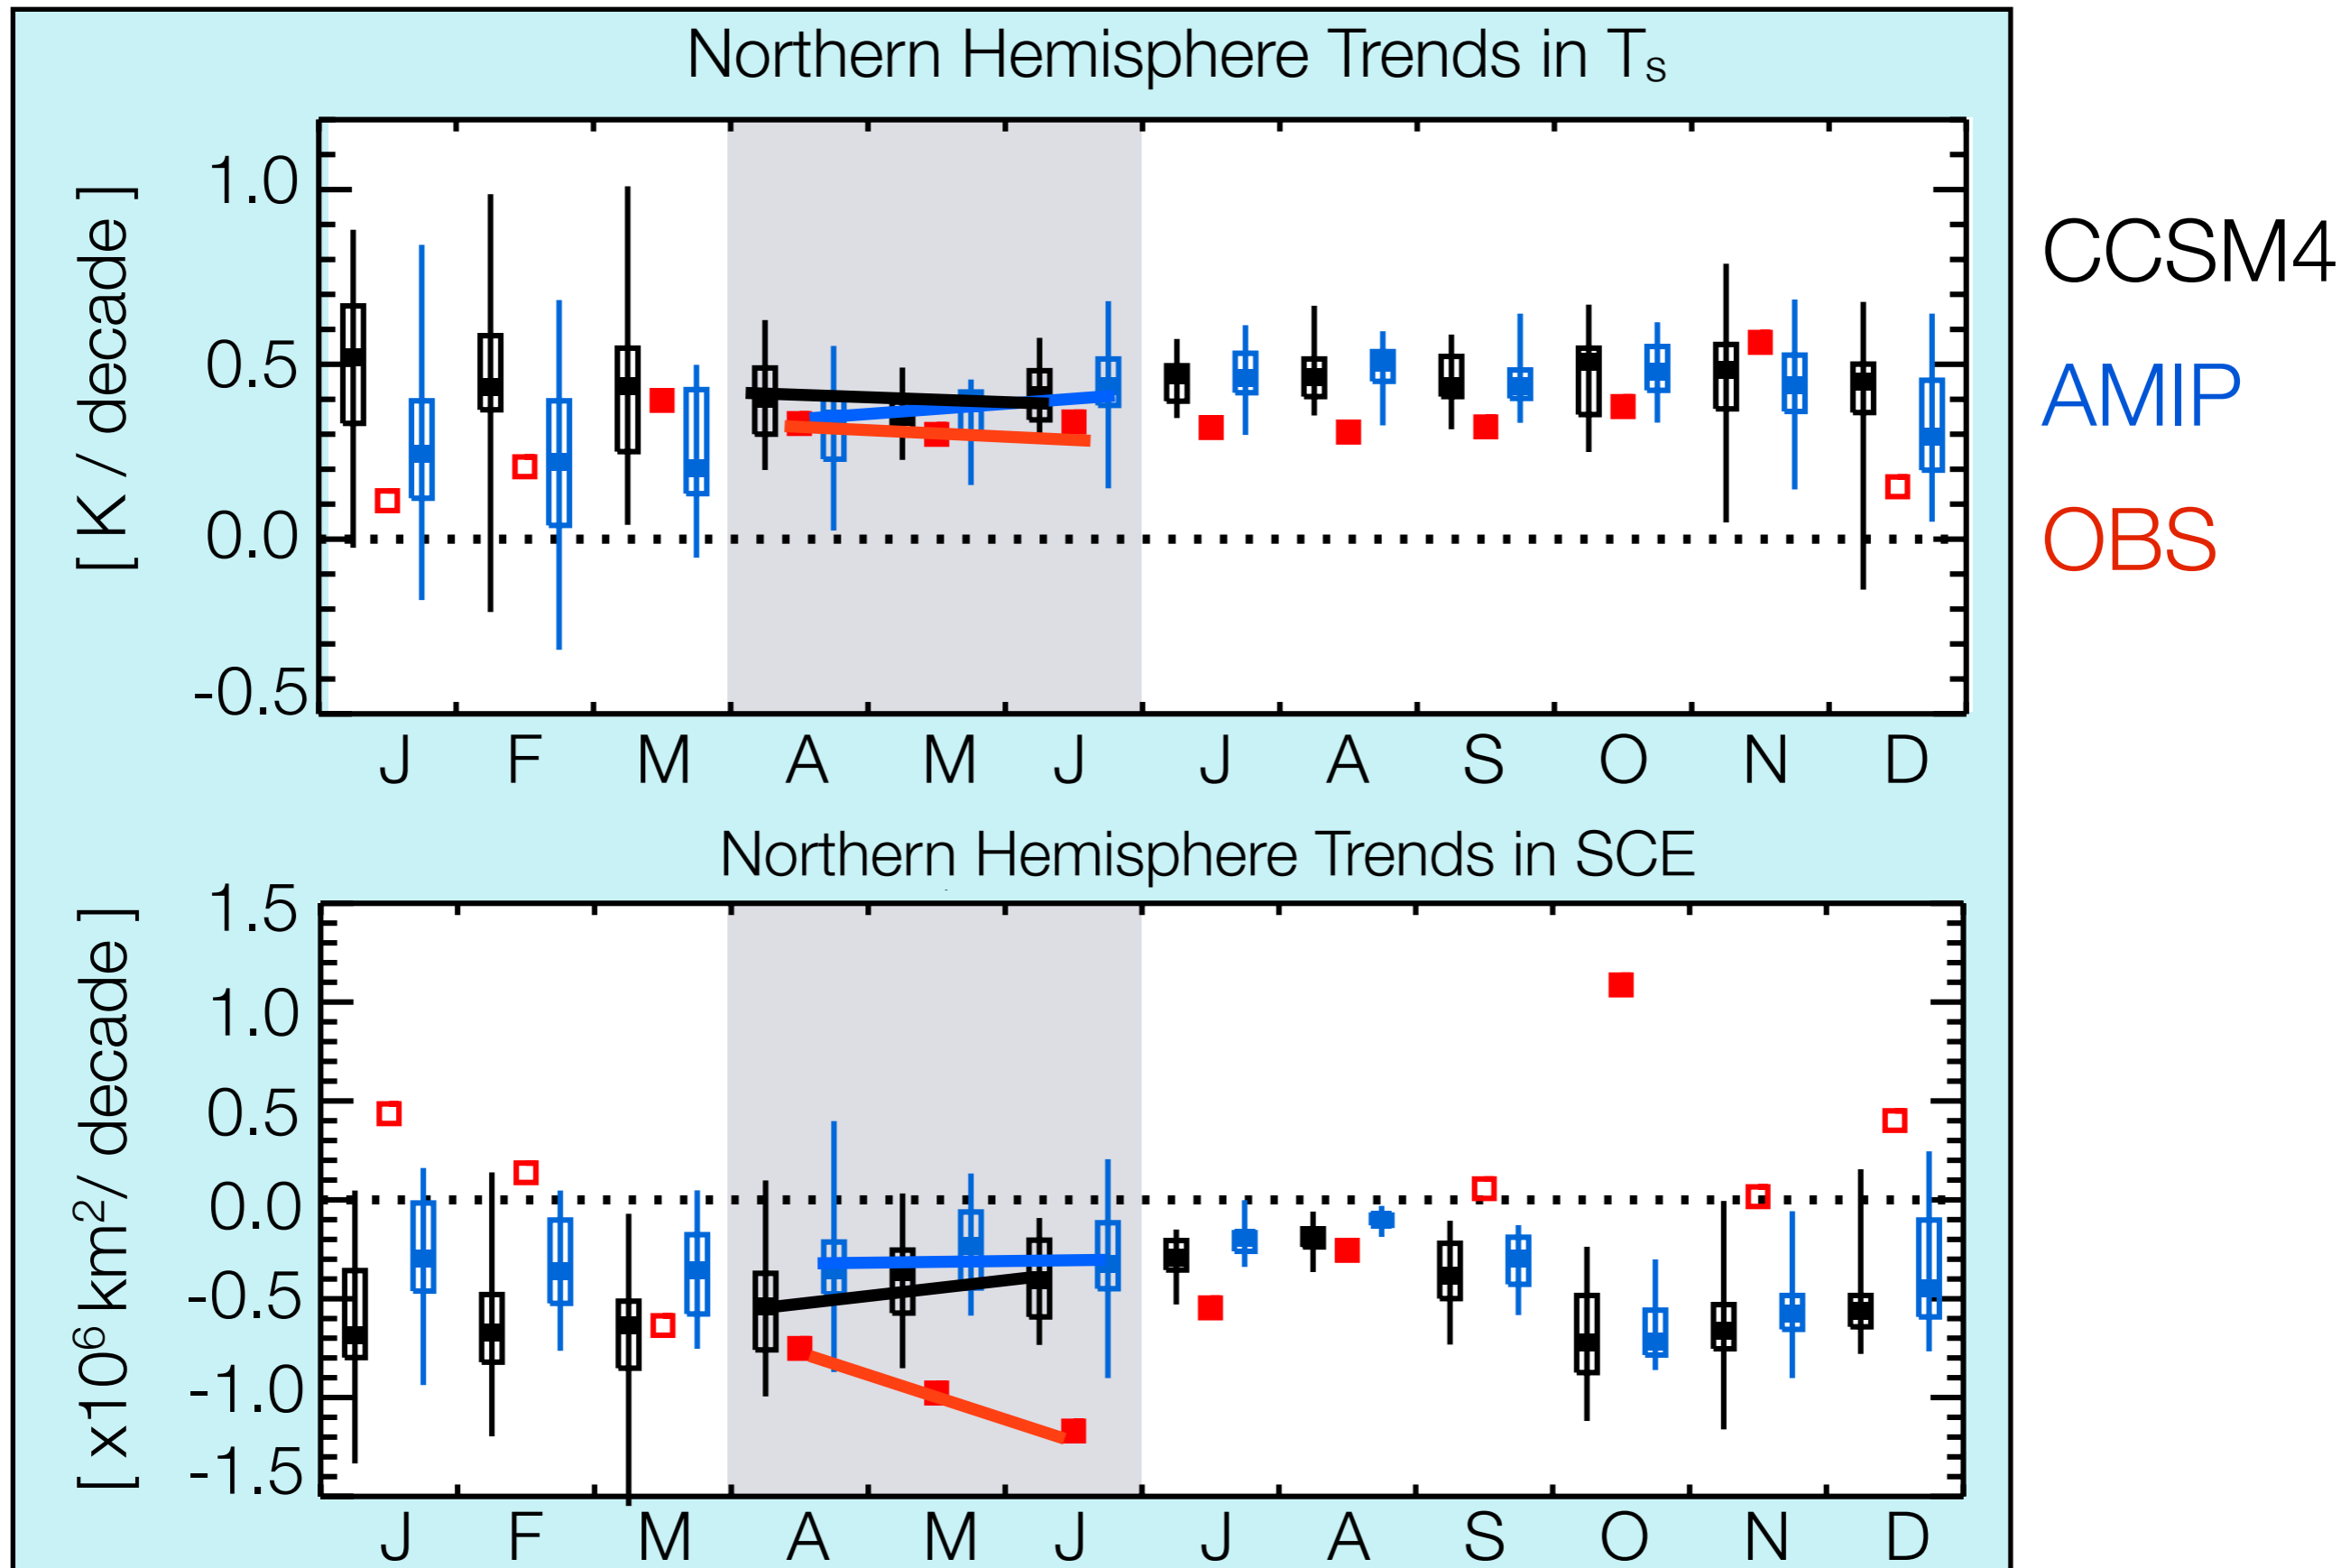 Northern Hemisphere Trends in TS
[ K / decade ]
1.0
0.5
0.0
-0.5
J F M A M J J A S O N D
CCSM4
AMIP
OBS
Northern Hemisphere Trends in SCE
[ x10⁶ km²/ decade ]
1.5
1.0
0.5
0.0
-0.5
-1.0
-1.5
J F M A M J J A S O N D